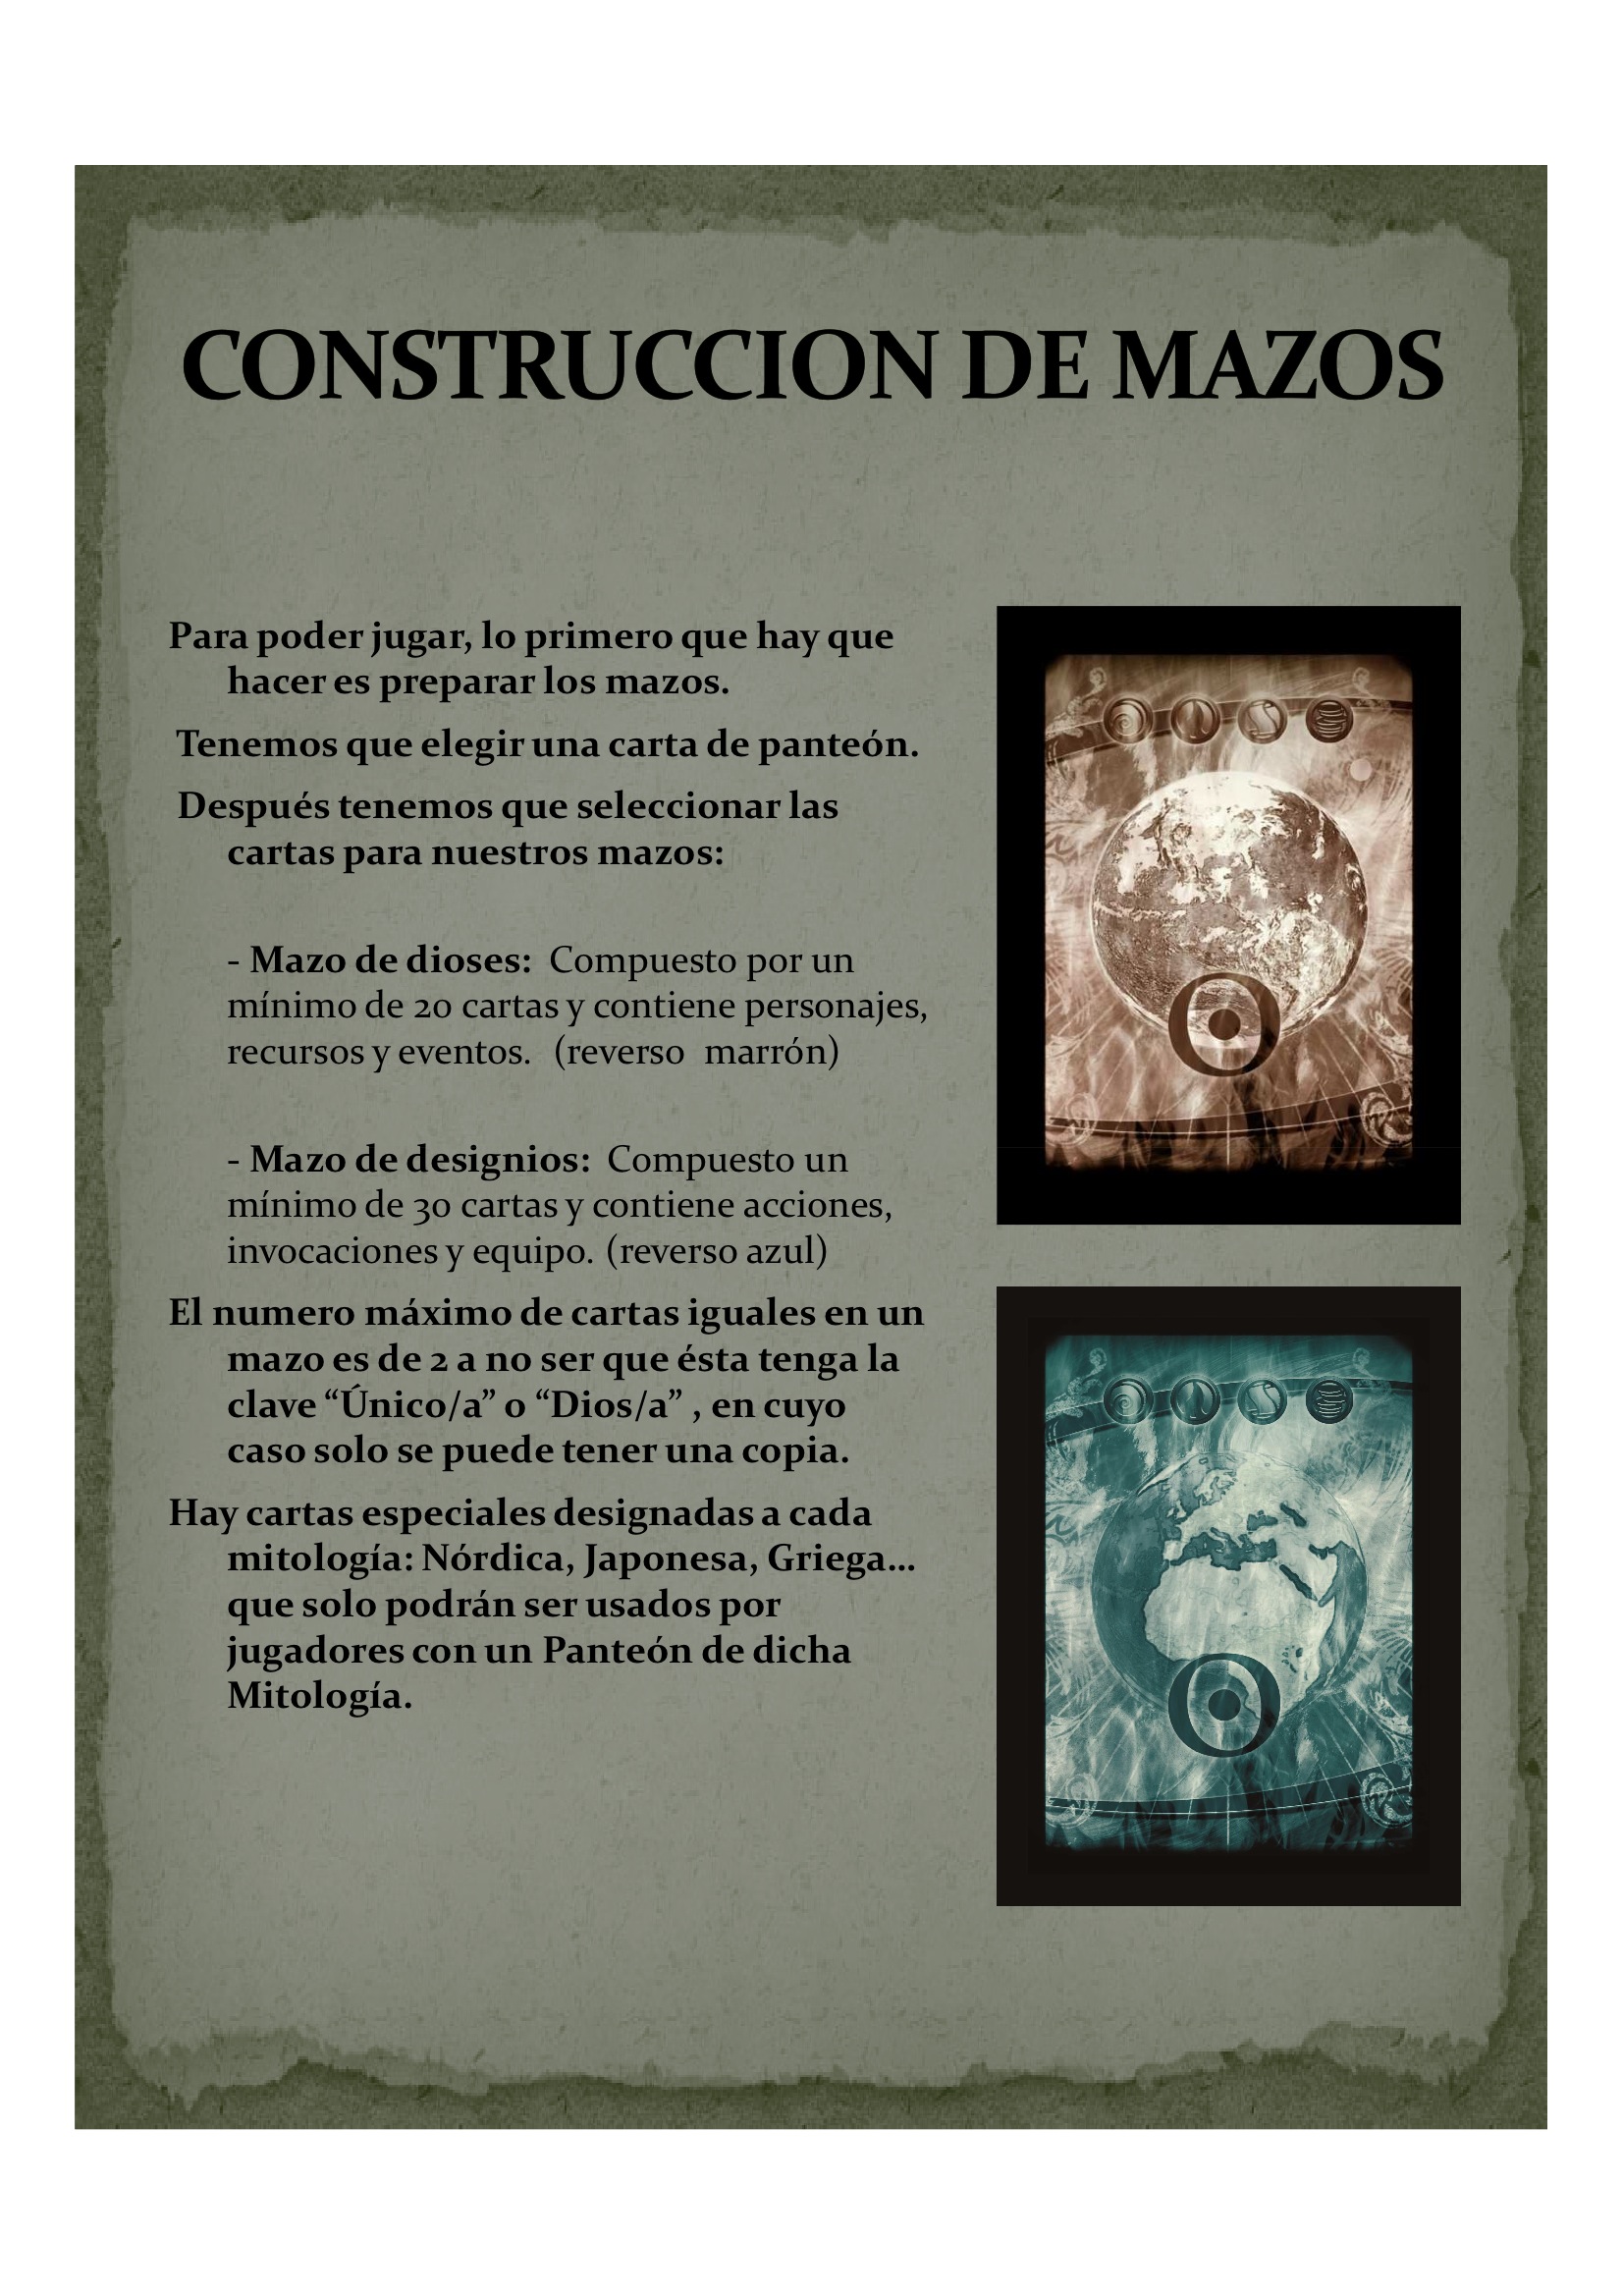 CONSTRUCCION DE MAZOS
Para poder jugar, lo primero que hay que
hacer es preparar los mazos.
Tenemos que elegir una carta de panteón.
Después tenemos que seleccionar las
cartas para nuestros mazos:
- Mazo de dioses: Compuesto por un
mínimo de 20 cartas y contiene personajes,
recursos y eventos. (reverso marrón)
- Mazo de designios: Compuesto un
mínimo de 30 cartas y contiene acciones,
invocaciones y equipo. (reverso azul)
El numero máximo de cartas iguales en un
mazo es de 2 a no ser que ésta tenga la
clave “Único/a” o “Dios/a” , en cuyo
caso solo se puede tener una copia.
Hay cartas especiales designadas a cada
mitología: Nórdica, Japonesa, Griega...
que solo podrán ser usados por
jugadores con un Panteón de dicha
Mitología.